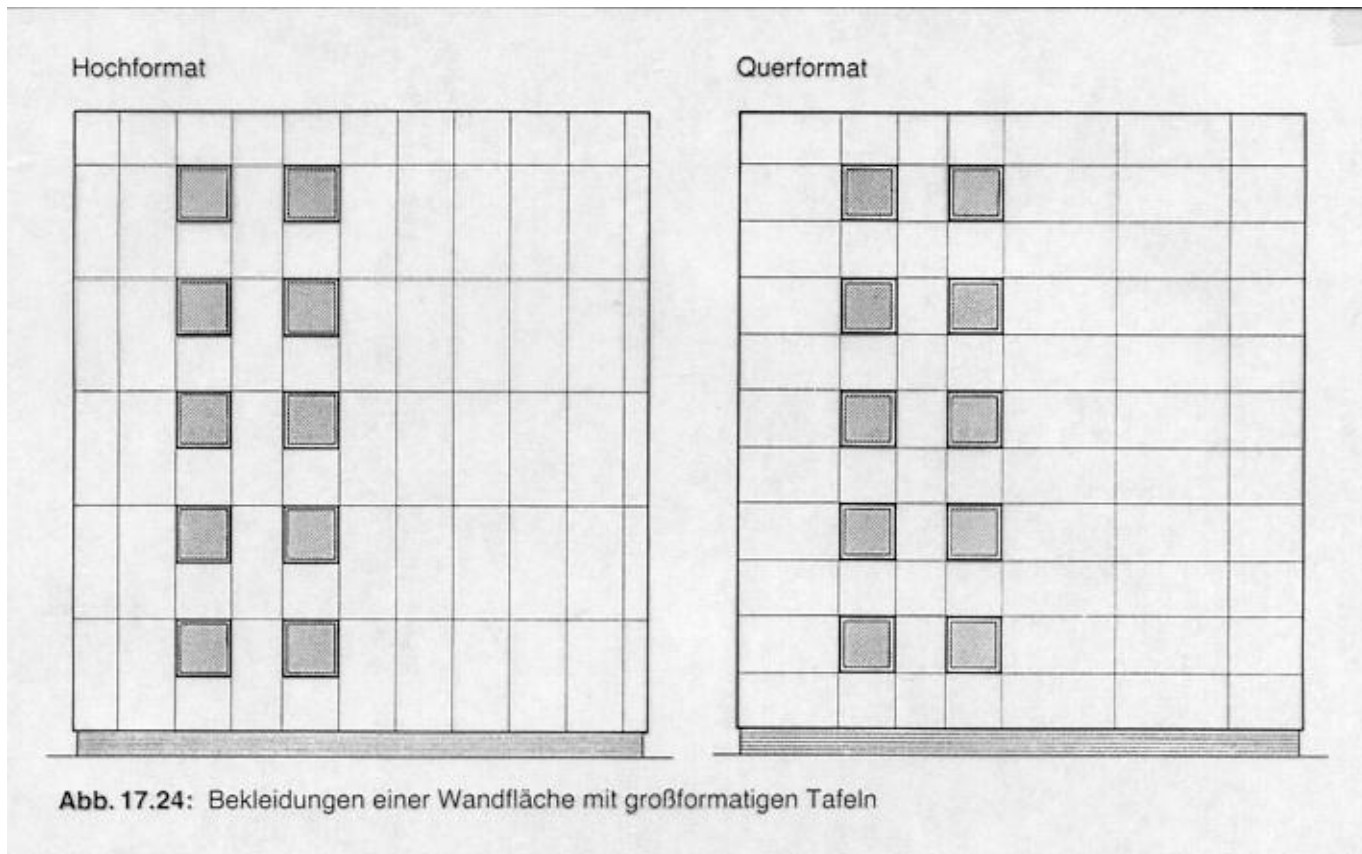 Hochformat
Querformat
Abb. 17.24: Bekleidungen einer Wandfläche mit großformatigen Tafeln